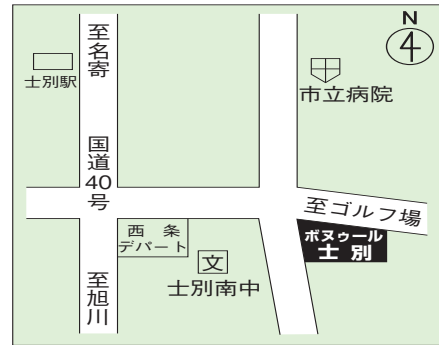 N
至名寄
士別駅
市立病院
国道40号
至ゴルフ場
西条
デパート
ボヌゥール
士別
文
士別南中
至旭川